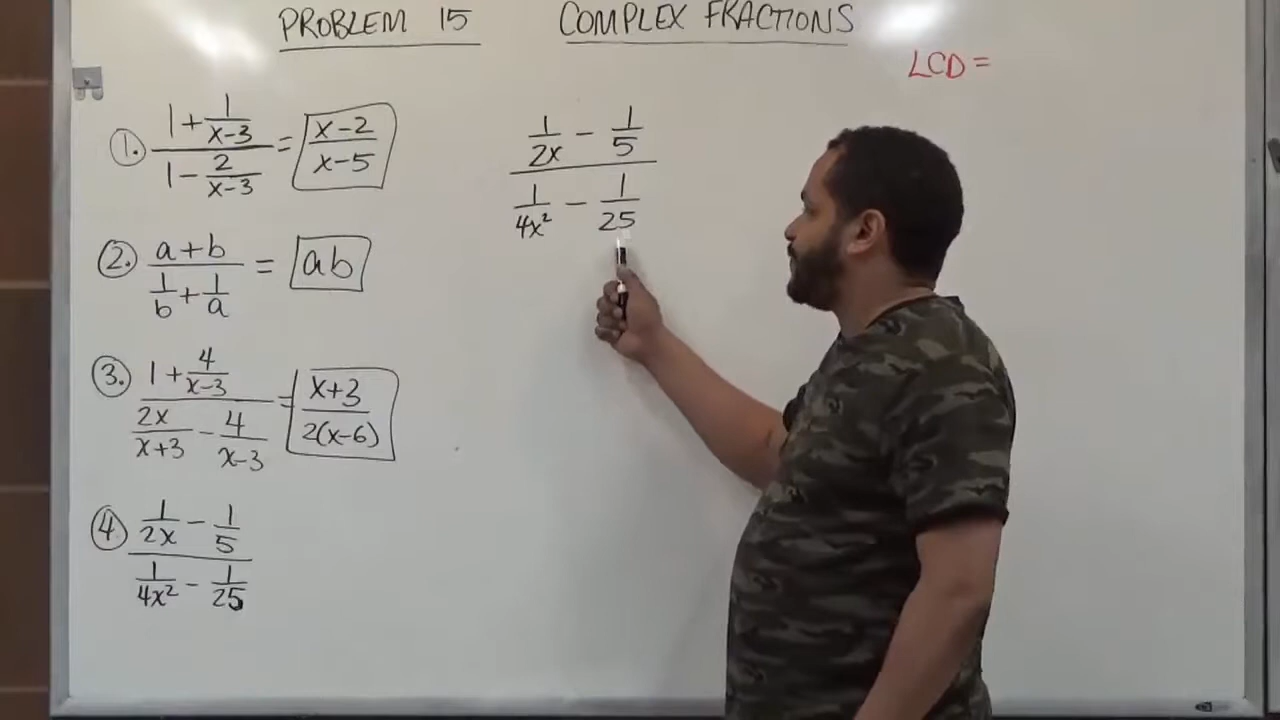 PROBLEM 15 COMPLEX FRACTIONS
LCD =
1. (1 + 1/(x-3)) / (1 - 2/(x-3)) = (x-2)/(x-5)
2. (a+b) / (1/b + 1/a) = ab
3. (1 + 4/(x-3)) / (2x/(x+3) - 4/(x-3)) = (x+3)/(2(x-6))
4. (1/2x - 1/5) / (1/4x² - 1/25)
(1/2x - 1/5) / (1/4x² - 1/25)